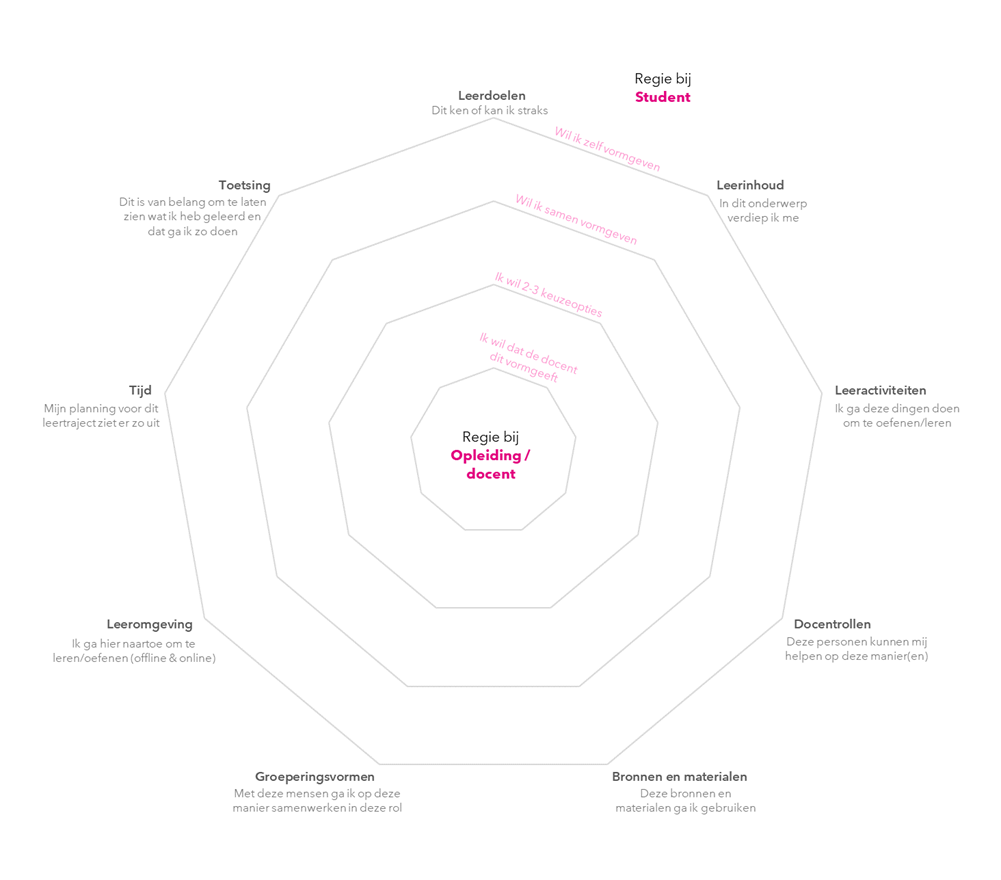 Regie bij
Student
Leerdoelen
Dit ken of kan ik straks
Wil ik zelf vormgeven
Toetsing
Dit is van belang om te laten
zien wat ik heb geleerd en
dat ga ik zo doen
Leerinhoud
In dit onderwerp
verdiep ik me
Wil ik samen vormgeven
Ik wil 2-3 keuzeopties
Ik wil dat de docent
dit vormgeeft
Tijd
Mijn planning voor dit
leertraject ziet er zo uit
Leeractiviteiten
Ik ga deze dingen doen
om te oefenen/leren
Regie bij
Opleiding /
docent
Leeromgeving
Ik ga hier naartoe om te
leren/oefenen (offline & online)
Docentrollen
Deze personen kunnen mij
helpen op deze manier(en)
Groeperingsvormen
Met deze mensen ga ik op deze
manier samenwerken in deze rol
Bronnen en materialen
Deze bronnen en
materialen ga ik gebruiken